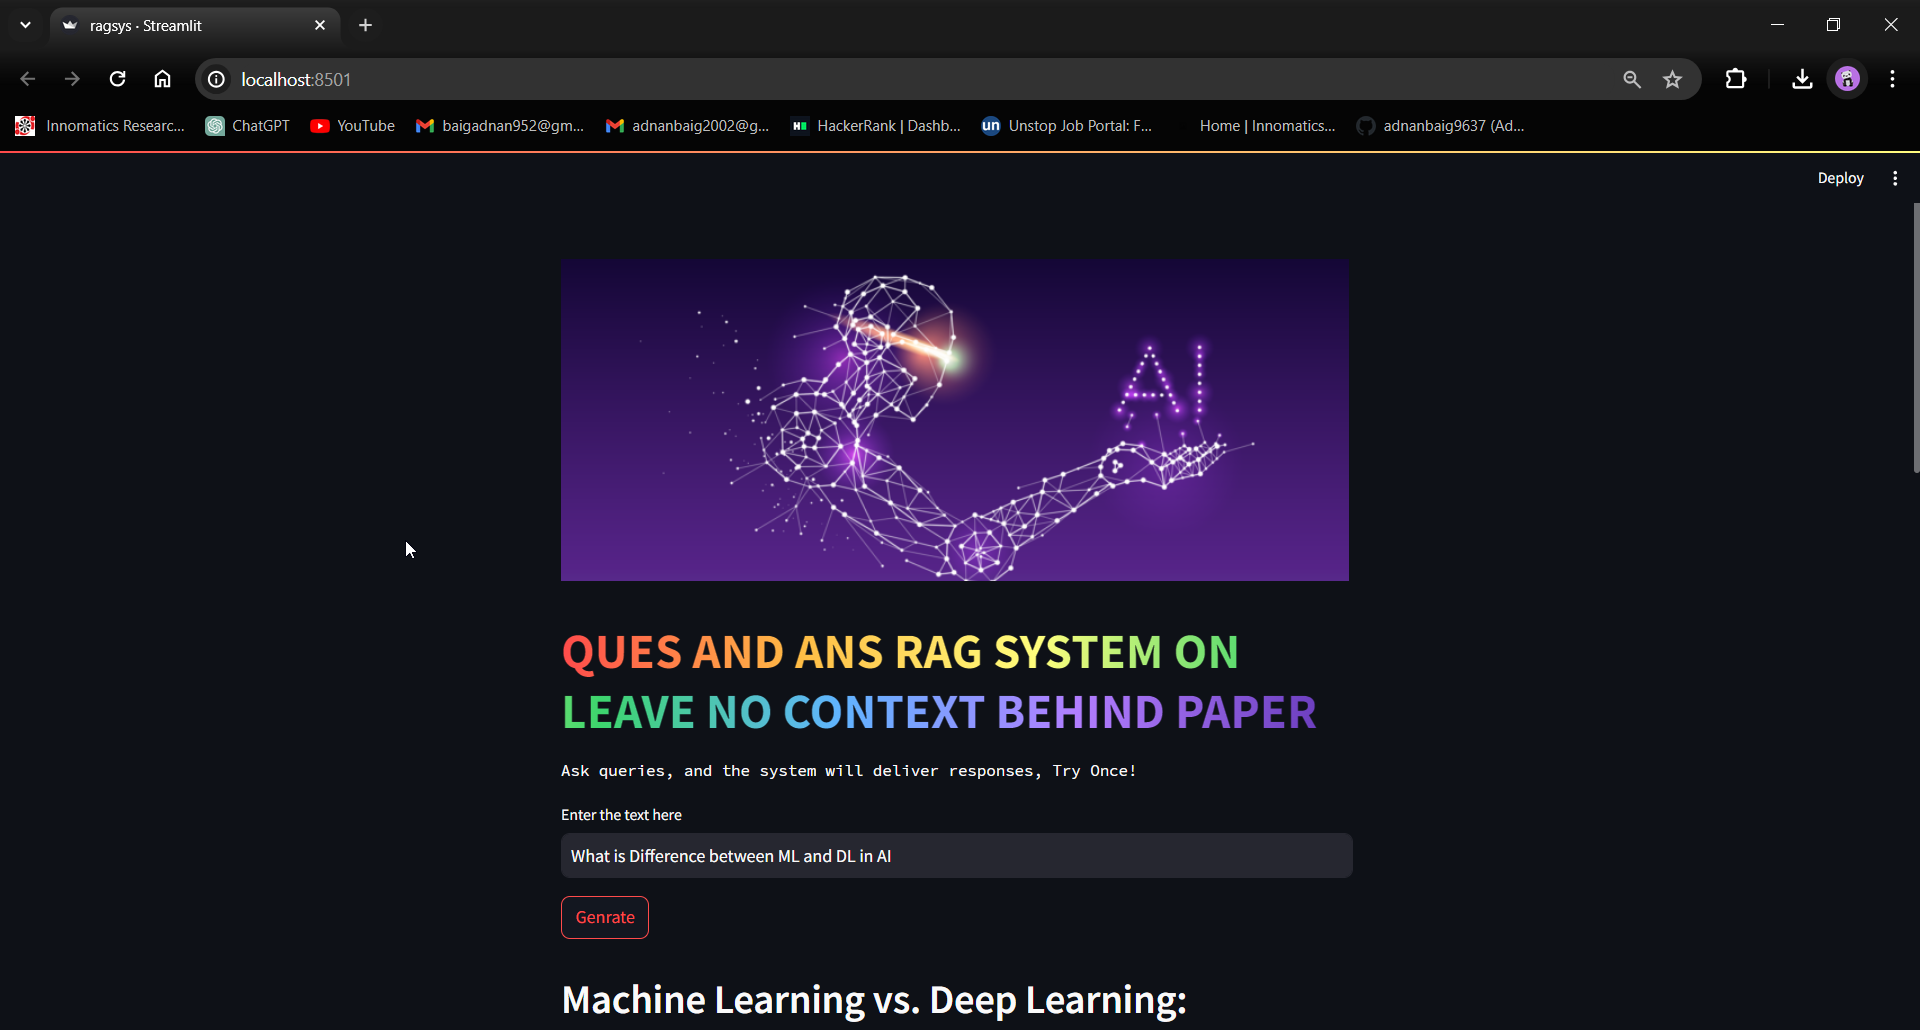 ragsys · Streamlit
localhost:8501
Innomatics Researc...
ChatGPT
YouTube
baigadnan952@gm...
adnanbaig2002@g...
HackerRank | Dashb...
un
Unstop Job Portal: F...
Home | Innomatics...
adnanbaig9637 (Ad...
Deploy
AI
QUES AND ANS RAG SYSTEM ON
LEAVE NO CONTEXT BEHIND PAPER
Ask queries, and the system will deliver responses, Try Once!
Enter the text here
What is Difference between ML and DL in AI
Genrate
Machine Learning vs. Deep Learning: